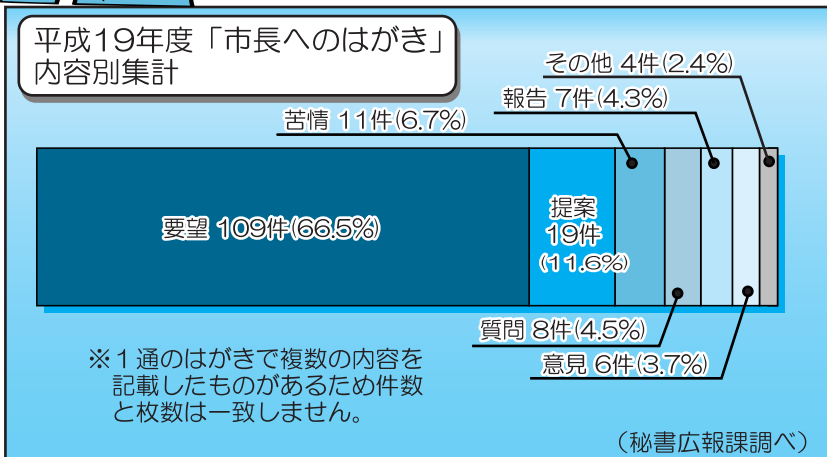 平成19年度「市長へのはがき」
内容別集計
その他 4件(2.4%)
報告 7件(4.3%)
苦情 11件(6.7%)
要望 109件(66.5%)
提案
19件
(11.6%)
質問 8件(4.5%)
意見 6件(3.7%)
※1通のはがきで複数の内容を
記載したものがあるため件数
と枚数は一致しません。
(秘書広報課調べ)